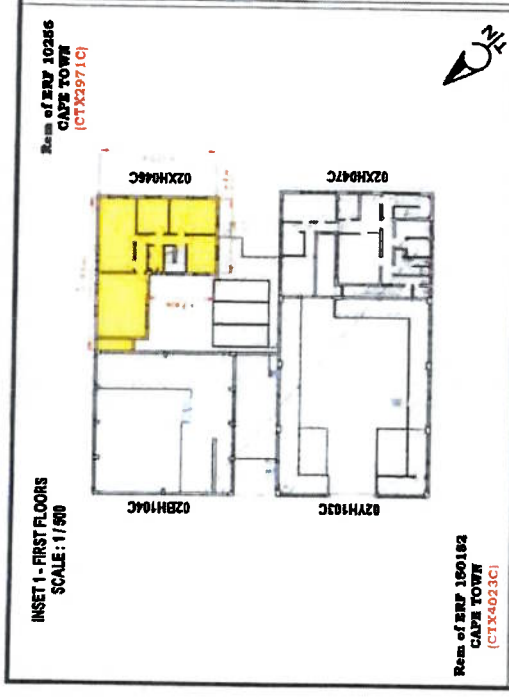 INSET 1 - FIRST FLOORS
SCALE : 1 / 500
Rem of ERF 10256
CAPE TOWN
(CTX2971C)
02XH046C
02XH047C
02BH104C
02YH103C
Rem of ERF 150182
CAPE TOWN
(CTX4023C)